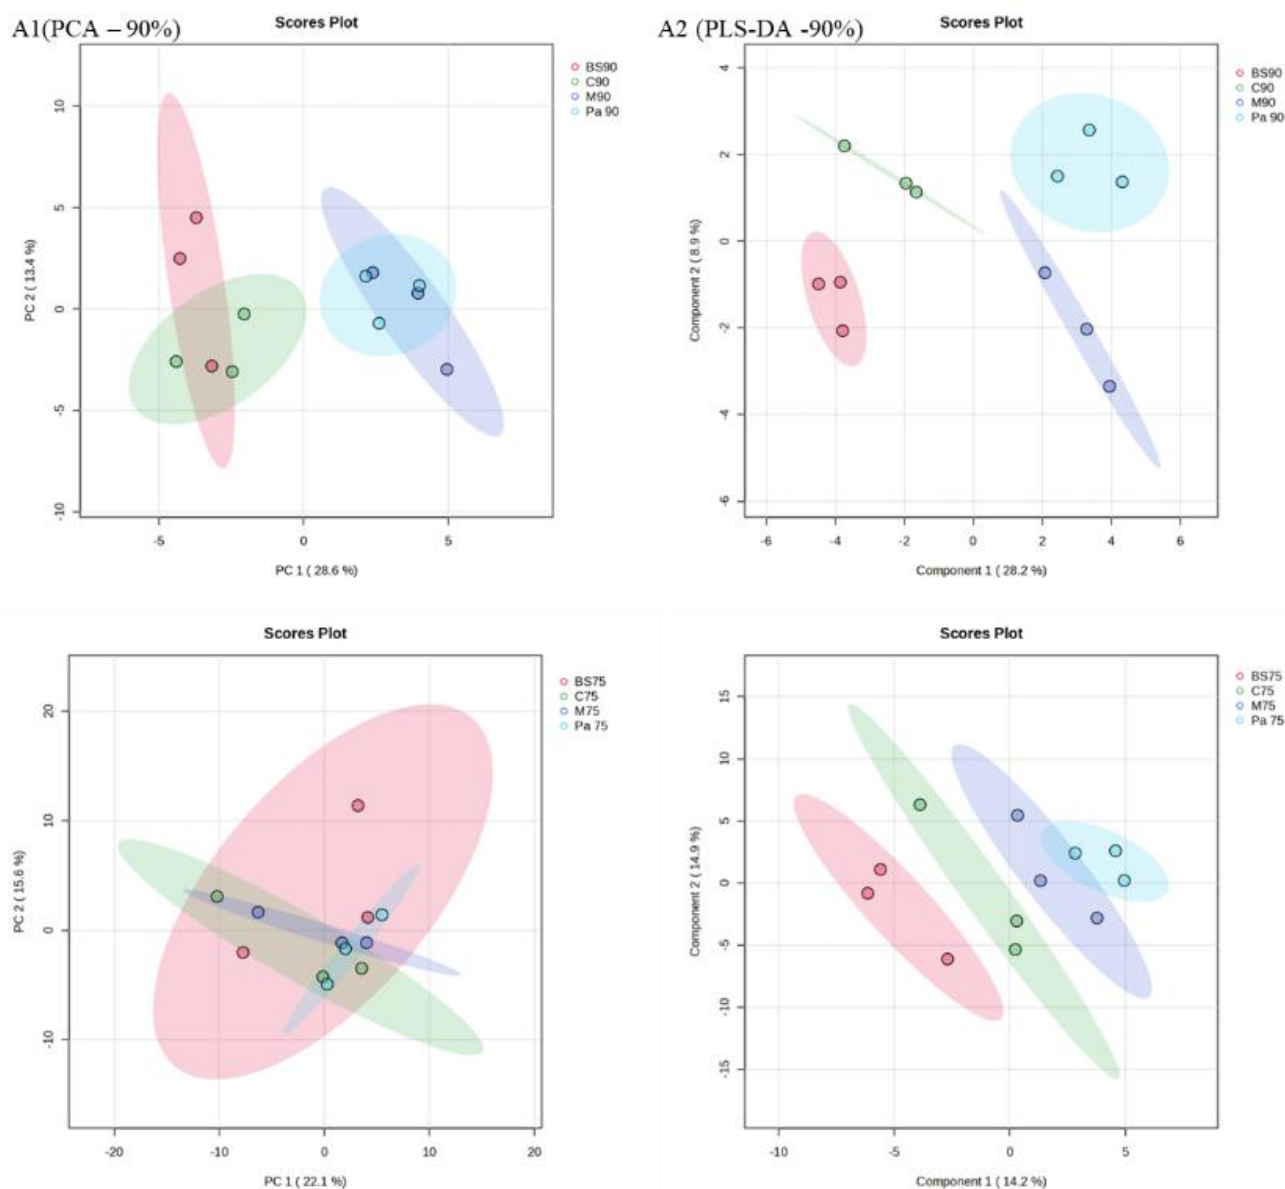 A1(PCA – 90%)
Scores Plot
BS90
C90
M90
Pa 90
10
5
0
-5
-10
PC 2 ( 13.4 %)
-5
0
5
PC 1 ( 28.6 %)
A2 (PLS-DA -90%)
Scores Plot
BS90
C90
M90
Pa 90
4
2
0
-2
-4
-6
Component 2 ( 8.9 %)
-6
-4
-2
0
2
4
6
Component 1 ( 28.2 %)
Scores Plot
BS75
C75
M75
Pa 75
20
10
0
-10
PC 2 ( 15.6 %)
-20
-10
0
10
20
PC 1 ( 22.1 %)
Scores Plot
BS75
C75
M75
Pa 75
15
10
5
0
-5
-10
-15
Component 2 ( 14.9 %)
-10
-5
0
5
Component 1 ( 14.2 %)